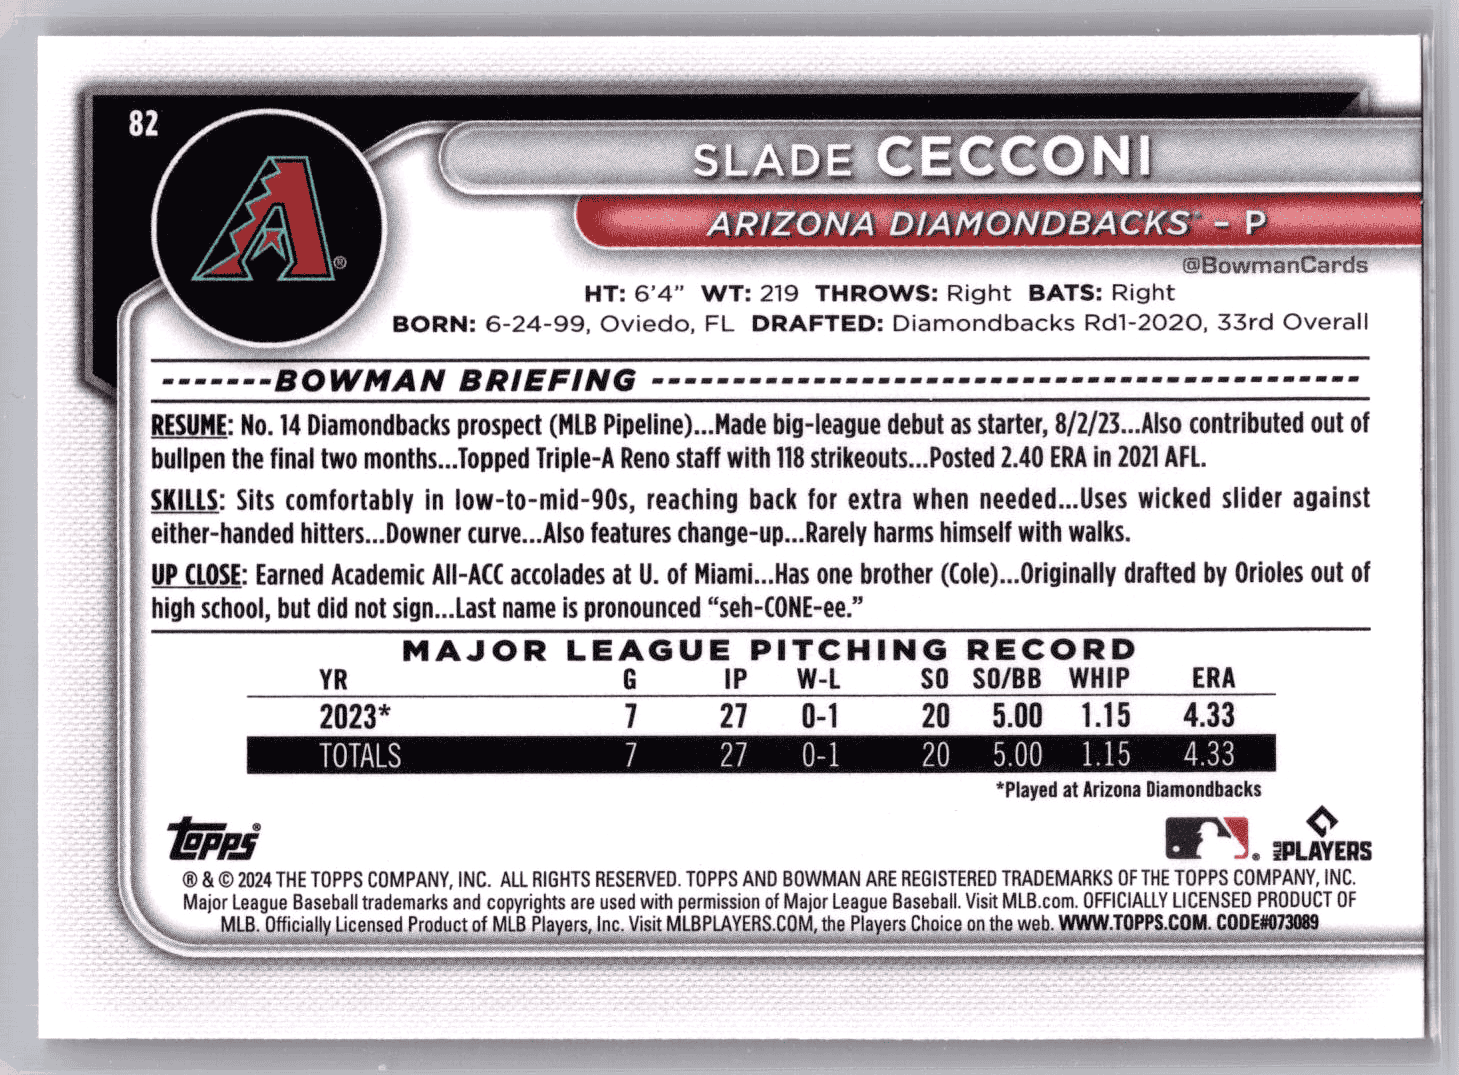 82
SLADE CECCONI
ARIZONA DIAMONDBACKS - P
@BowmanCards
HT: 6'4" WT: 219 THROWS: Right BATS: Right
BORN: 6-24-99, Oviedo, FL DRAFTED: Diamondbacks Rd1-2020, 33rd Overall
BOWMAN BRIEFING
RESUME: No. 14 Diamondbacks prospect (MLB Pipeline)...Made big-league debut as starter, 8/2/23...Also contributed out of
bullpen the final two months...Topped Triple-A Reno staff with 118 strikeouts...Posted 2.40 ERA in 2021 AFL.
SKILLS: Sits comfortably in low-to-mid-90s, reaching back for extra when needed...Uses wicked slider against
either-handed hitters...Downer curve...Also features change-up...Rarely harms himself with walks.
UP CLOSE: Earned Academic All-ACC accolades at U. of Miami...Has one brother (Cole)...Originally drafted by Orioles out of
high school, but did not sign...Last name is pronounced “seh-CONE-ee.”
MAJOR LEAGUE PITCHING RECORD
YR G IP W-L SO SO/BB WHIP ERA
2023* 7 27 0-1 20 5.00 1.15 4.33
TOTALS 7 27 0-1 20 5.00 1.15 4.33
*Played at Arizona Diamondbacks
Topps®
MLB PLAYERS
® & © 2024 THE TOPPS COMPANY, INC. ALL RIGHTS RESERVED. TOPPS AND BOWMAN ARE REGISTERED TRADEMARKS OF THE TOPPS COMPANY, INC.
Major League Baseball trademarks and copyrights are used with permission of Major League Baseball. Visit MLB.com. OFFICIALLY LICENSED PRODUCT OF
MLB. Officially Licensed Product of MLB Players, Inc. Visit MLBPLAYERS.COM, the Players Choice on the web. WWW.TOPPS.COM. CODE#073089